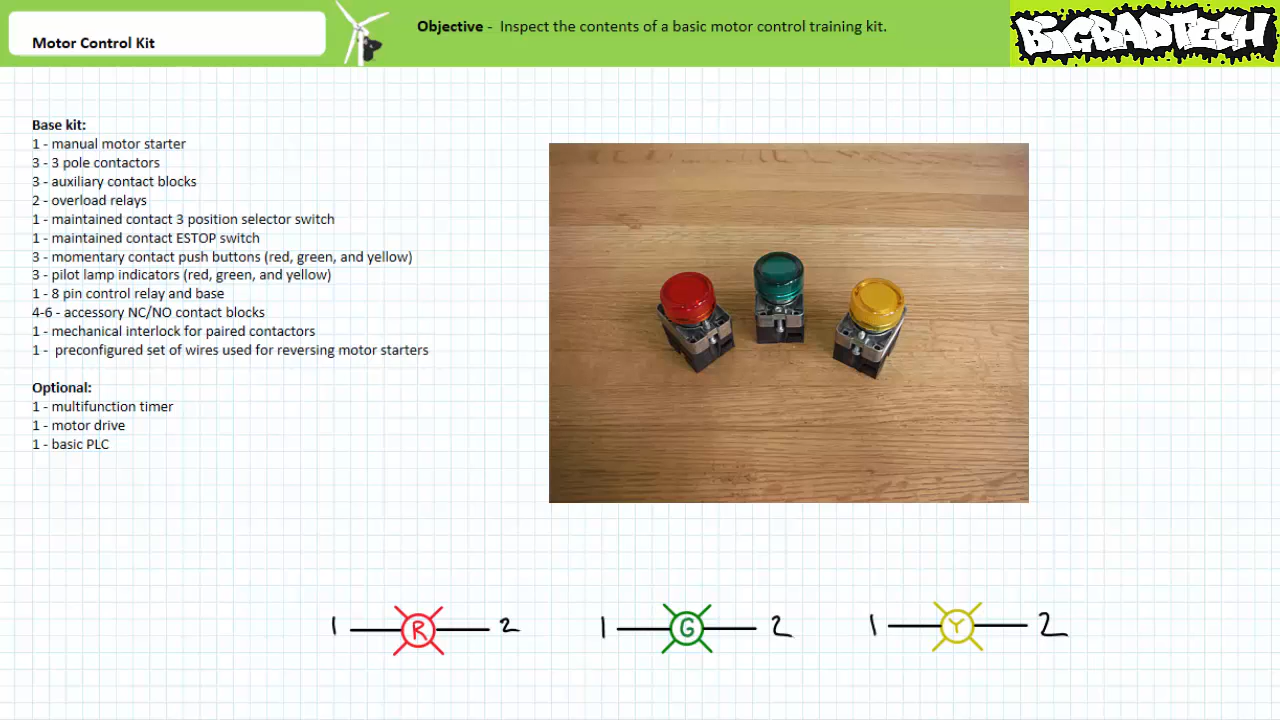 Motor Control Kit
Objective - Inspect the contents of a basic motor control training kit.
BIGBADTECH
Base kit:
1 - manual motor starter
3 - 3 pole contactors
3 - auxiliary contact blocks
2 - overload relays
1 - maintained contact 3 position selector switch
1 - maintained contact ESTOP switch
3 - momentary contact push buttons (red, green, and yellow)
3 - pilot lamp indicators (red, green, and yellow)
1 - 8 pin control relay and base
4-6 - accessory NC/NO contact blocks
1 - mechanical interlock for paired contactors
1 -  preconfigured set of wires used for reversing motor starters
Optional:
1 - multifunction timer
1 - motor drive
1 - basic PLC
1 R 2 1 G 2 1 Y 2